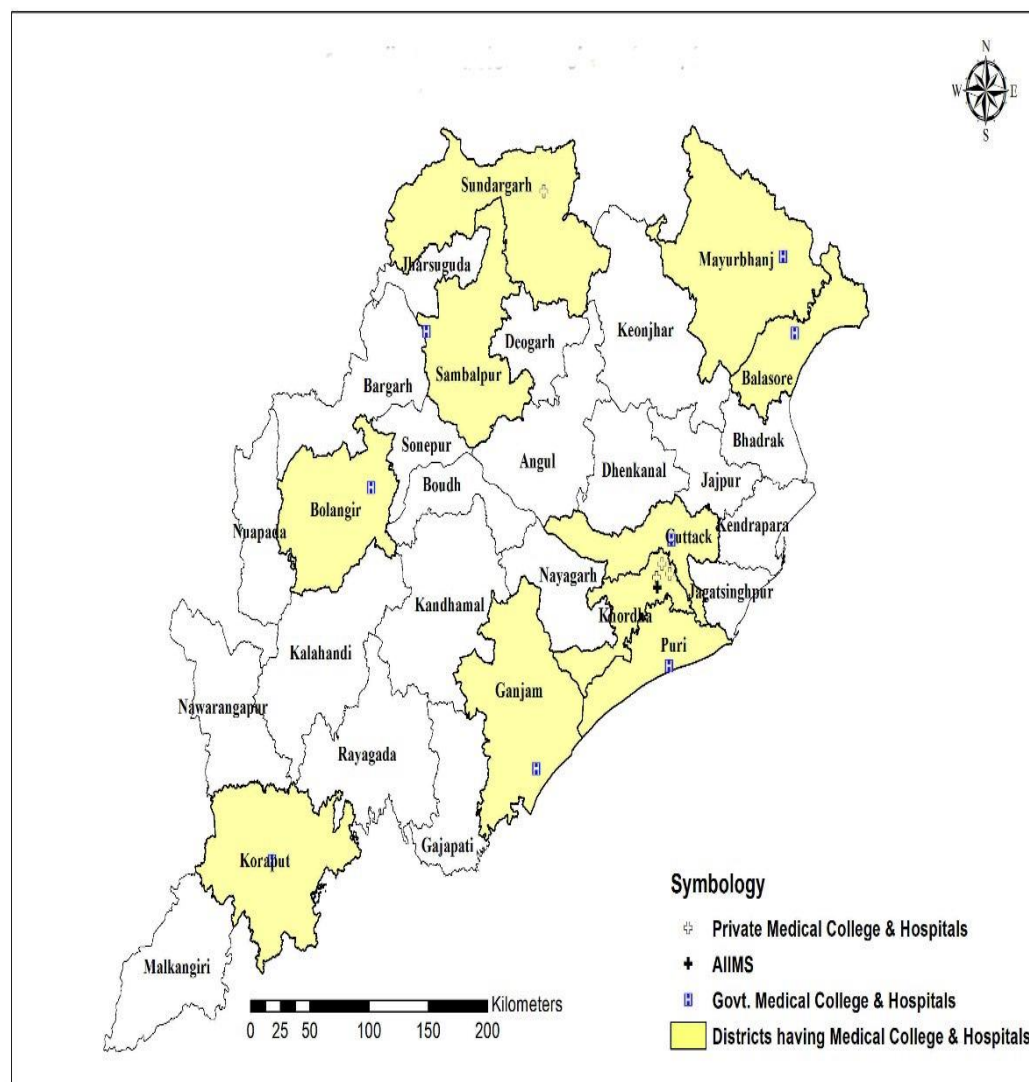 N
W E
S
Sundargarh
Mayurbhanj
Jharsuguda
Keonjhar
Deogarh
Sambalpur
Balasore
Bargarh
Bhadrak
Sonepur
Angul
Dhenkanal
Jajpur
Boudh
Bolangir
Kendrapara
Nuapada
Cuttack
Nayagarh
Jagatsinghpur
Kandhamal
Khordha
Puri
Kalahandi
Ganjam
Nawarangapur
Rayagada
Gajapati
Koraput
Malkangiri
Symbology
Private Medical College & Hospitals
AIIMS
H Govt. Medical College & Hospitals
Districts having Medical College & Hospitals
Kilometers
0 25 50 100 150 200